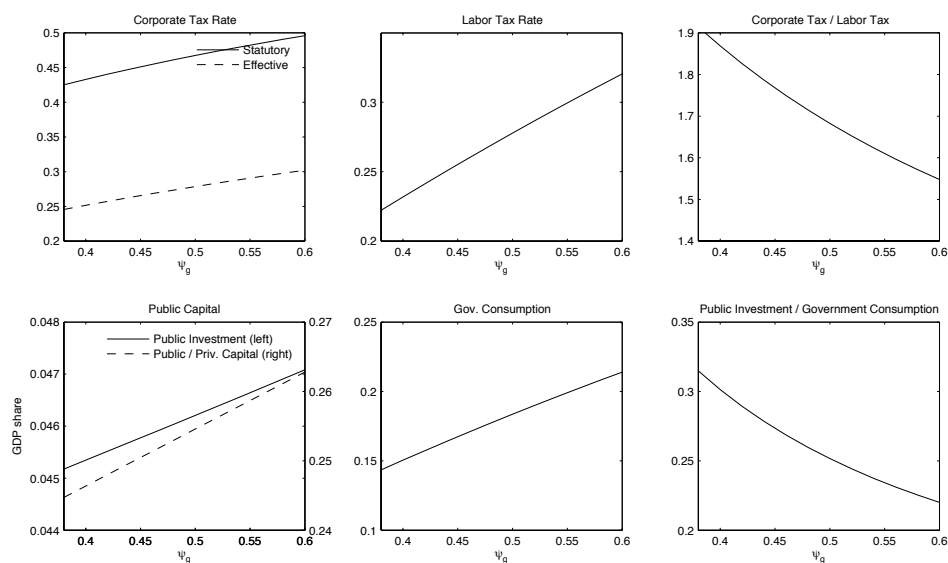 Corporate Tax Rate
0.5
0.45
0.4
0.35
0.3
0.25
0.2
Statutory
Effective
0.4 0.45 0.5 0.55 0.6
ψg
Labor Tax Rate
0.3
0.25
0.2
0.4 0.45 0.5 0.55 0.6
ψg
Corporate Tax / Labor Tax
1.9
1.8
1.7
1.6
1.5
1.4
0.4 0.45 0.5 0.55 0.6
ψg
Public Capital
GDP share
0.048
0.047
0.046
0.045
0.044
Public Investment (left)
Public / Priv. Capital (right)
0.27
0.26
0.25
0.24
0.4 0.45 0.5 0.55 0.6
ψg
Gov. Consumption
0.25
0.2
0.15
0.1
0.4 0.45 0.5 0.55 0.6
ψg
Public Investment / Government Consumption
0.35
0.3
0.25
0.2
0.4 0.45 0.5 0.55 0.6
ψg